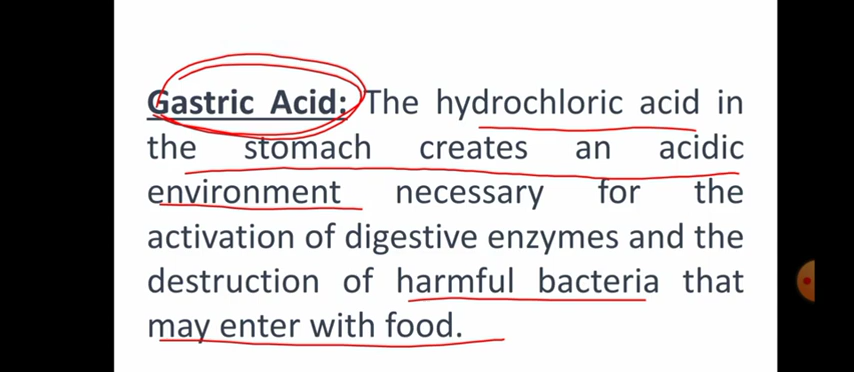 Gastric Acid: The hydrochloric acid in
the stomach creates an acidic
environment necessary for the
activation of digestive enzymes and the
destruction of harmful bacteria that
may enter with food.